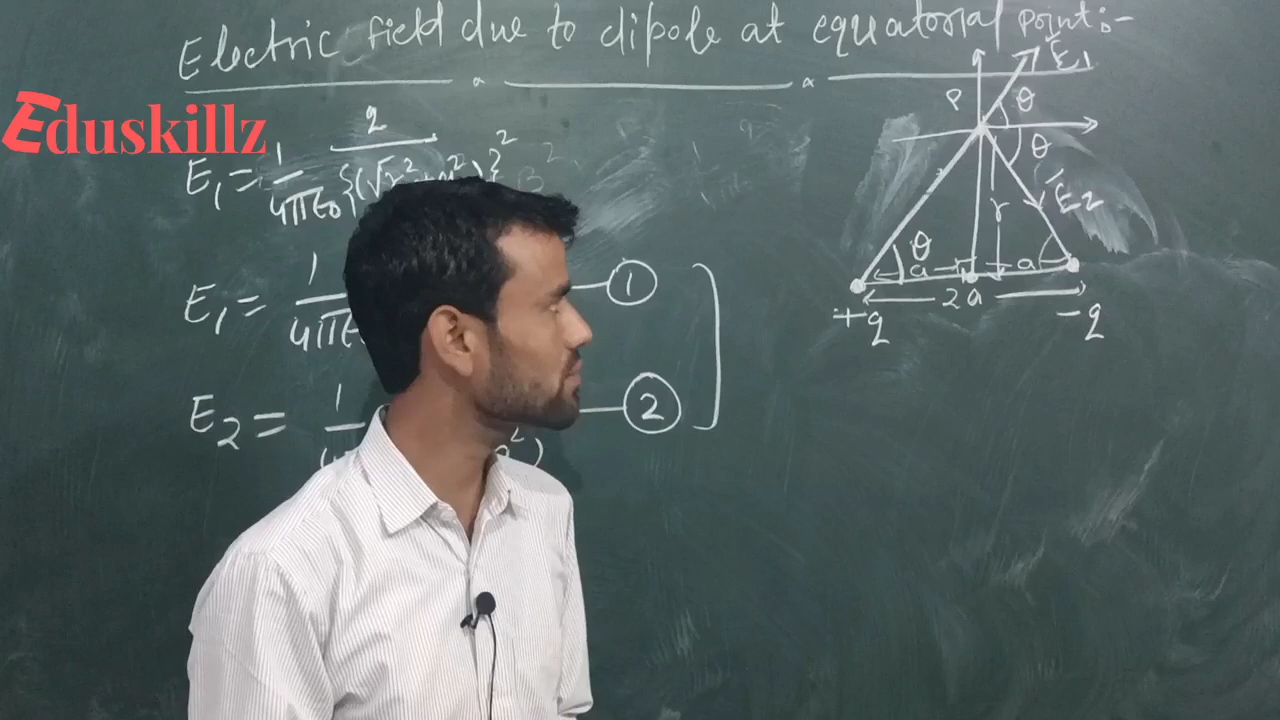 Electric field due to dipole at equatorial point:-
Eduskillz
E1 = 1/4πε0 q/{(√r²+a²)}²
E1 = 1/4πε
1
E2 = 1/
2
E1
P
θ
θ
E2
r
θ
a
a
2a
+q
-q